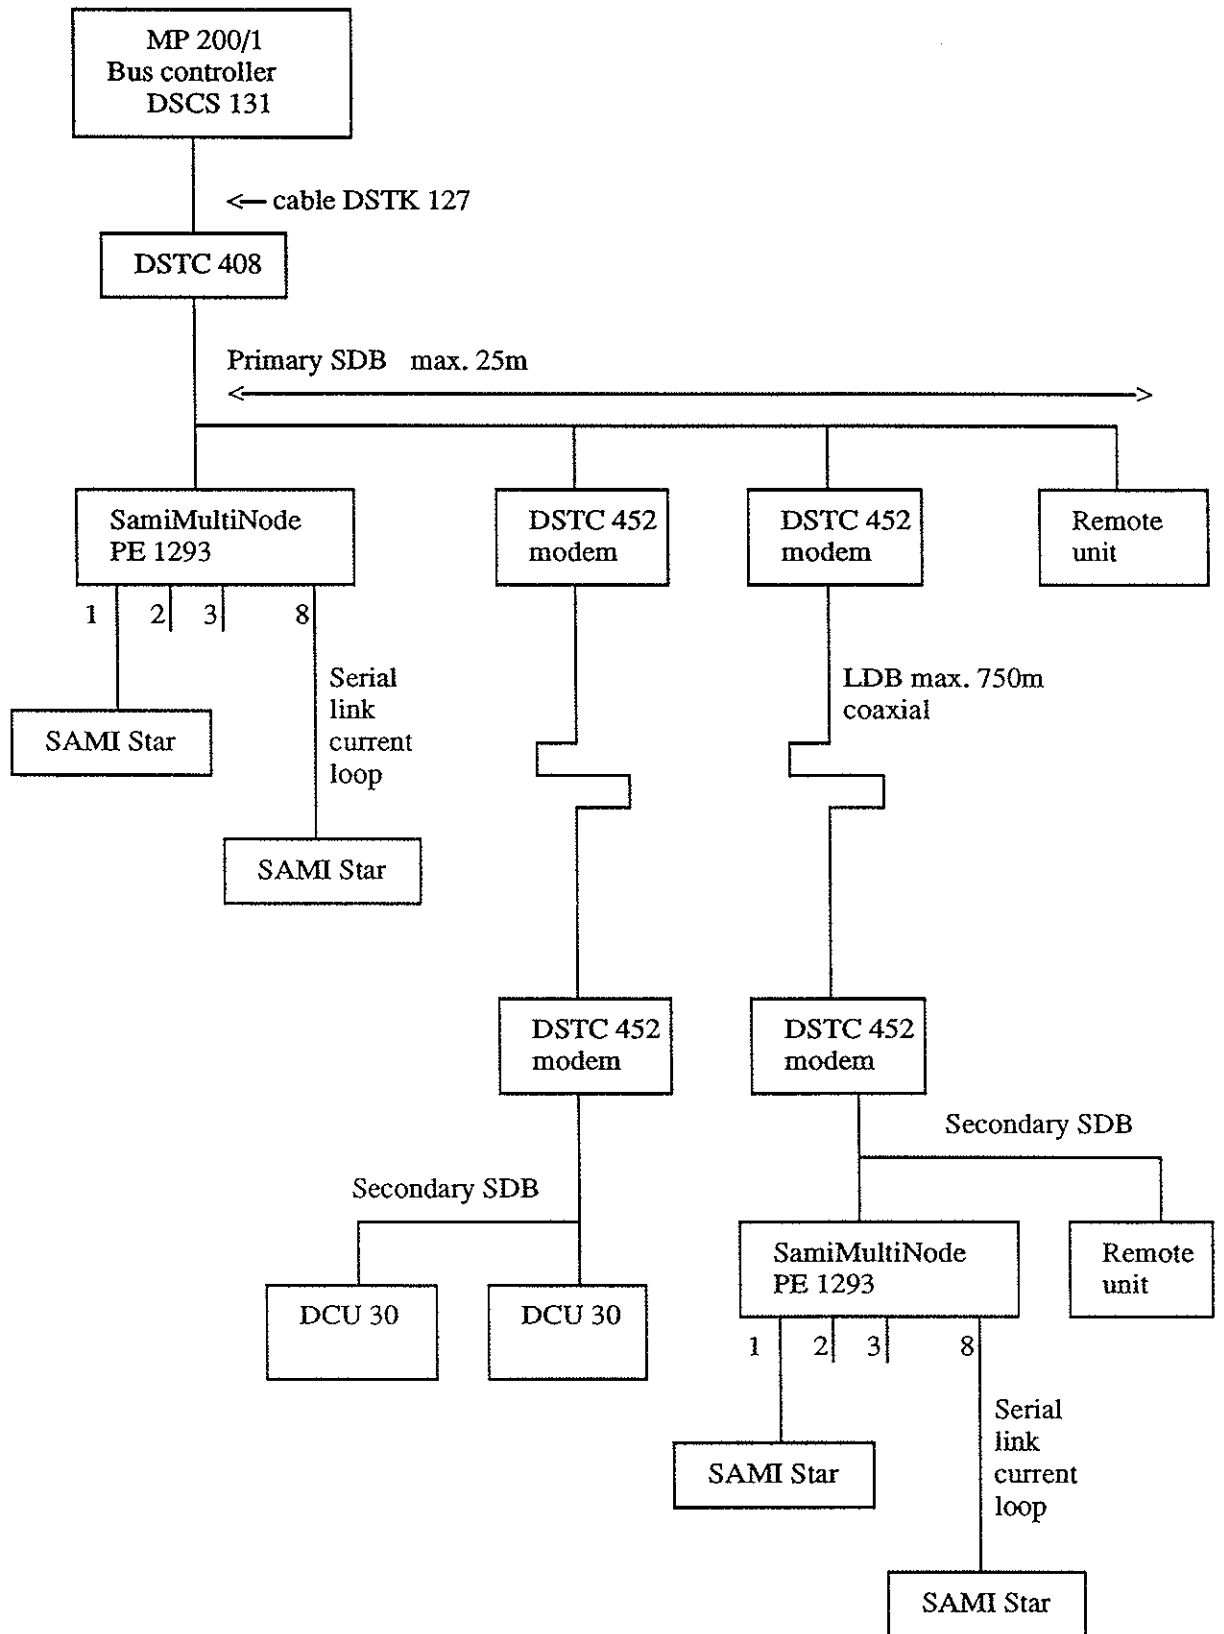 MP 200/1
Bus controller
DSCS 131
<— cable DSTK 127
DSTC 408
Primary SDB max. 25m
SamiMultiNode
PE 1293
DSTC 452
modem
DSTC 452
modem
Remote
unit
1 2 3 8
Serial
link
current
loop
LDB max. 750m
coaxial
SAMI Star
SAMI Star
DSTC 452
modem
DSTC 452
modem
Secondary SDB
Secondary SDB
SamiMultiNode
PE 1293
Remote
unit
DCU 30
DCU 30
1 2 3 8
Serial
link
current
loop
SAMI Star
SAMI Star